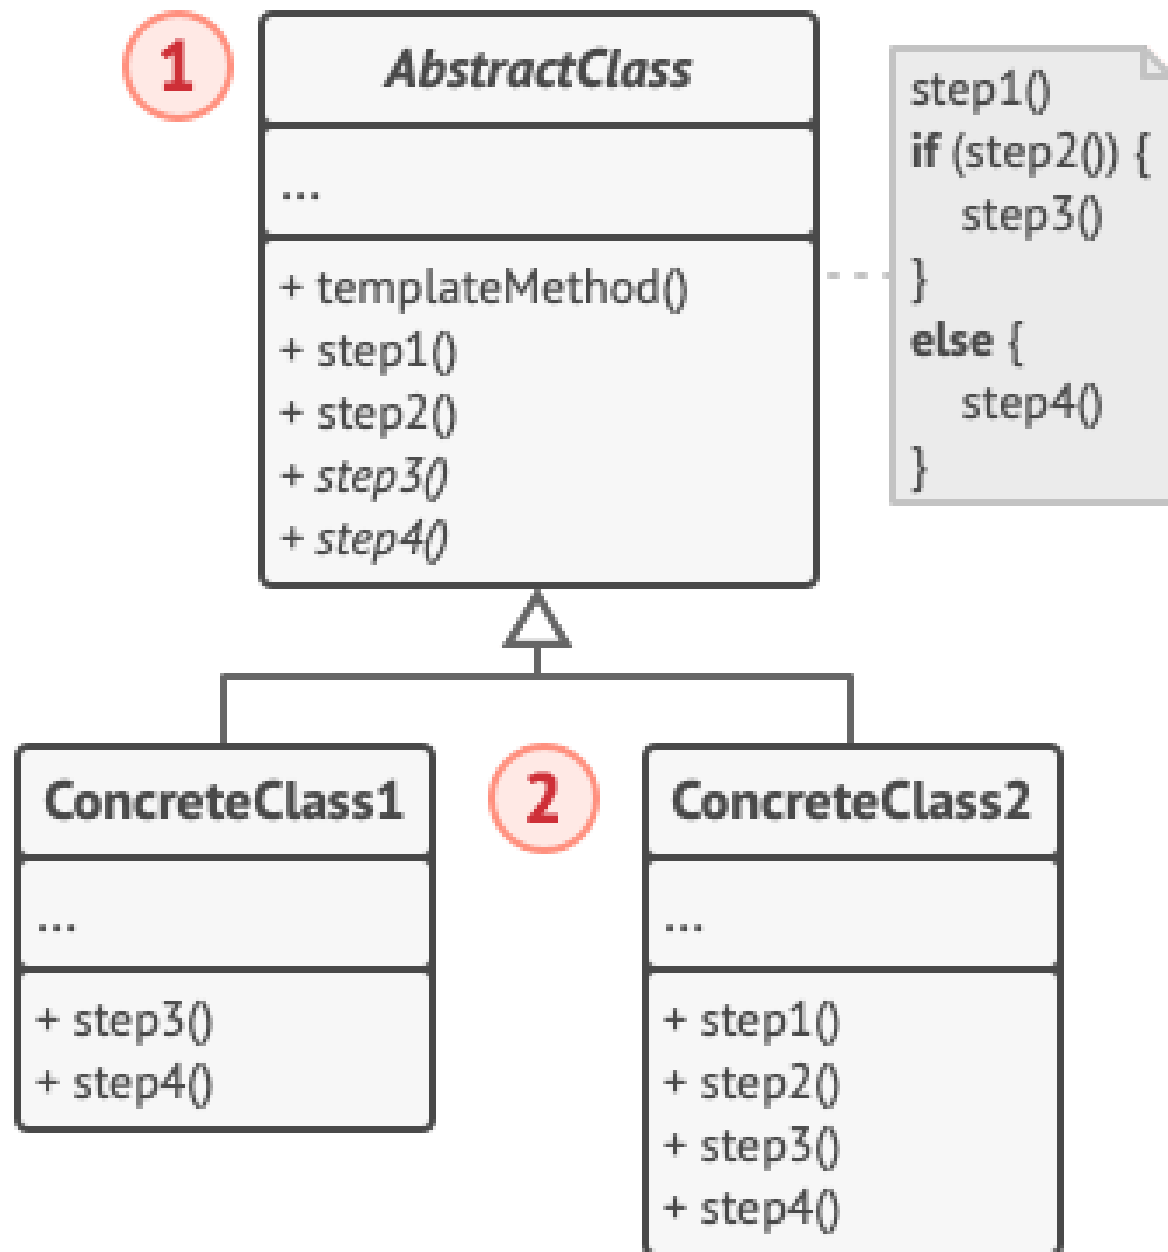 1
AbstractClass
...
+ templateMethod()
+ step1()
+ step2()
+ step3()
+ step4()
step1()
if (step2()) {
step3()
}
else {
step4()
}
ConcreteClass1
...
+ step3()
+ step4()
2
ConcreteClass2
...
+ step1()
+ step2()
+ step3()
+ step4()